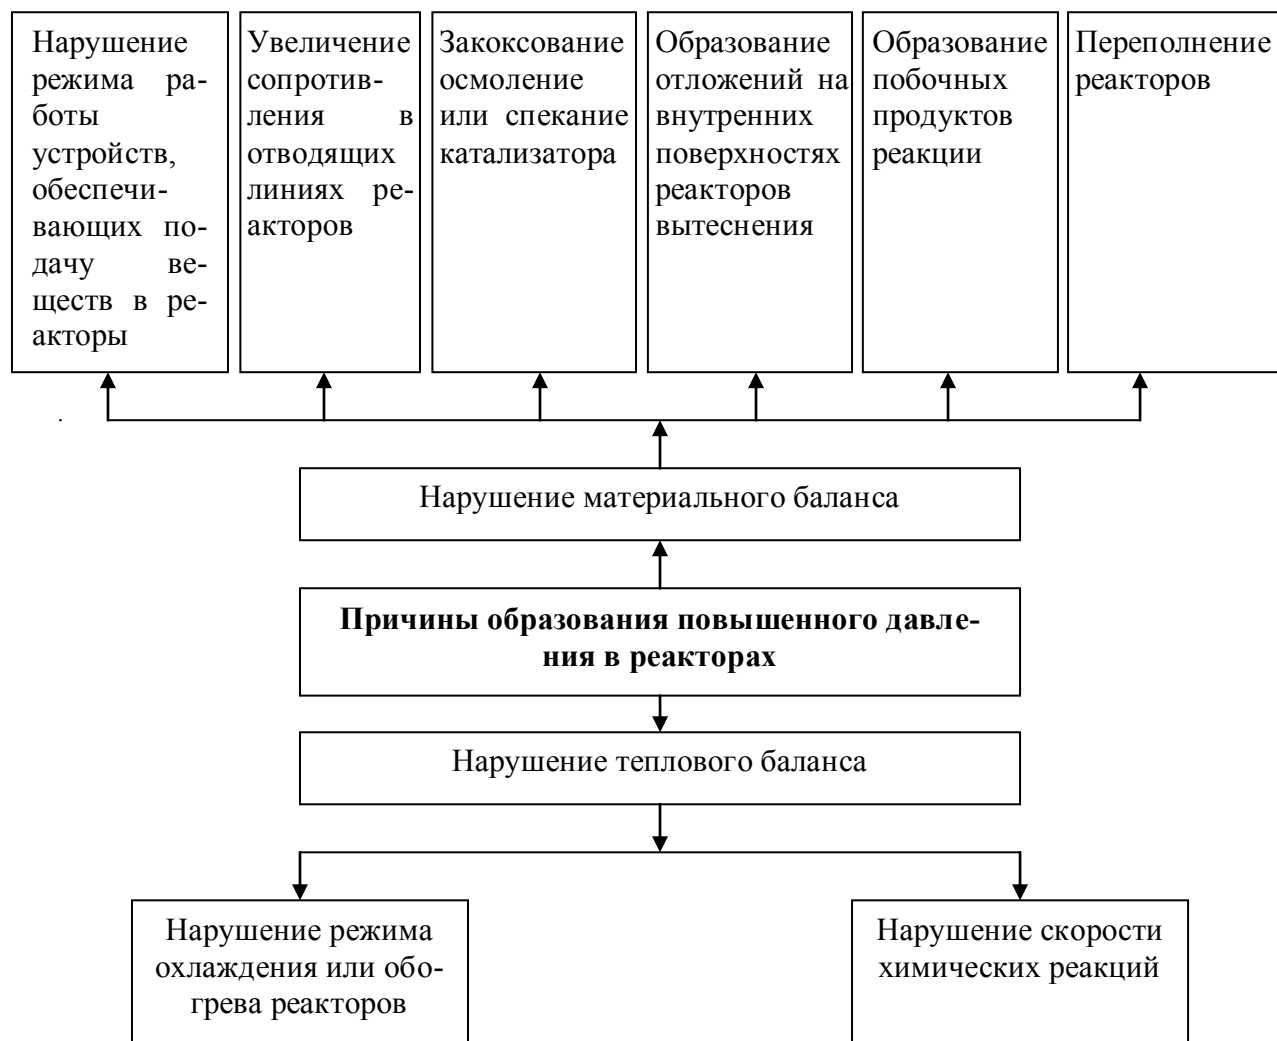 Нарушение
режима ра-
боты
устройств,
обеспечи-
вающих по-
дачу ве-
ществ в ре-
акторы
Увеличение
сопротив-
ления в
отводящих
линиях ре-
акторов
Закоксование
осмоление
или спекание
катализатора
Образование
отложений на
внутренних
поверхностях
реакторов
вытеснения
Образование
побочных
продуктов
реакции
Переполнение
реакторов
Нарушение материального баланса
Причины образования повышенного давле-
ния в реакторах
Нарушение теплового баланса
Нарушение режима
охлаждения или обо-
грева реакторов
Нарушение скорости
химических реакций